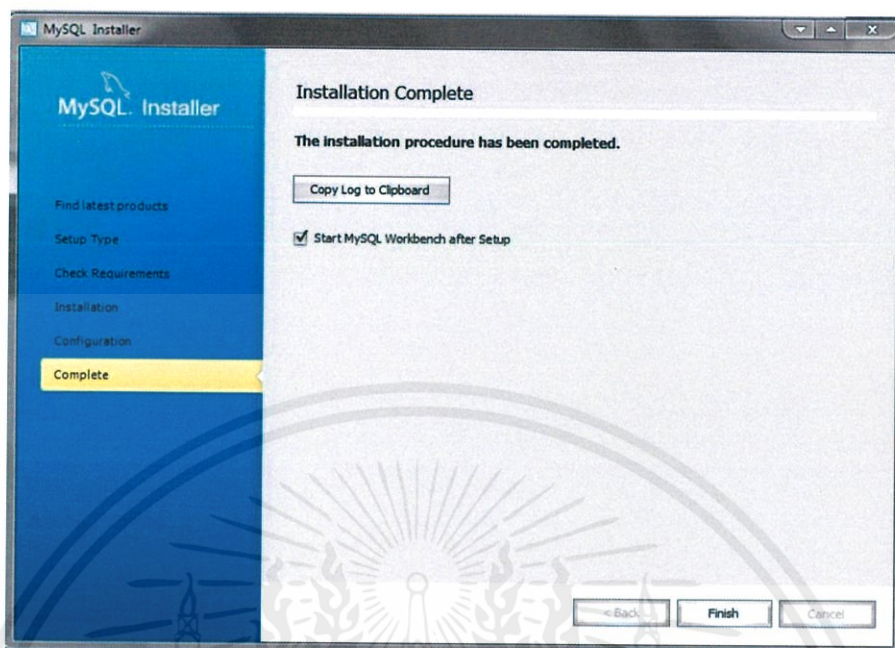 MySQL Installer
MySQL. Installer
Installation Complete
The installation procedure has been completed.
Copy Log to Clipboard
Find latest products
Start MySQL Workbench after Setup
Setup Type
Check Requirements
Installation
Configuration
Complete
< Back
Finish
Cancel